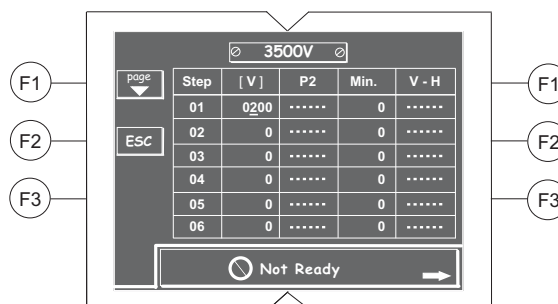 3500V
F1 page Step [ V ] P2 Min. V - H F1
01 0200 ------ 0 ------
F2 ESC 02 0 ------ 0 ------ F2
03 0 ------ 0 ------
F3 04 0 ------ 0 ------ F3
05 0 ------ 0 ------
06 0 ------ 0 ------
Not Ready